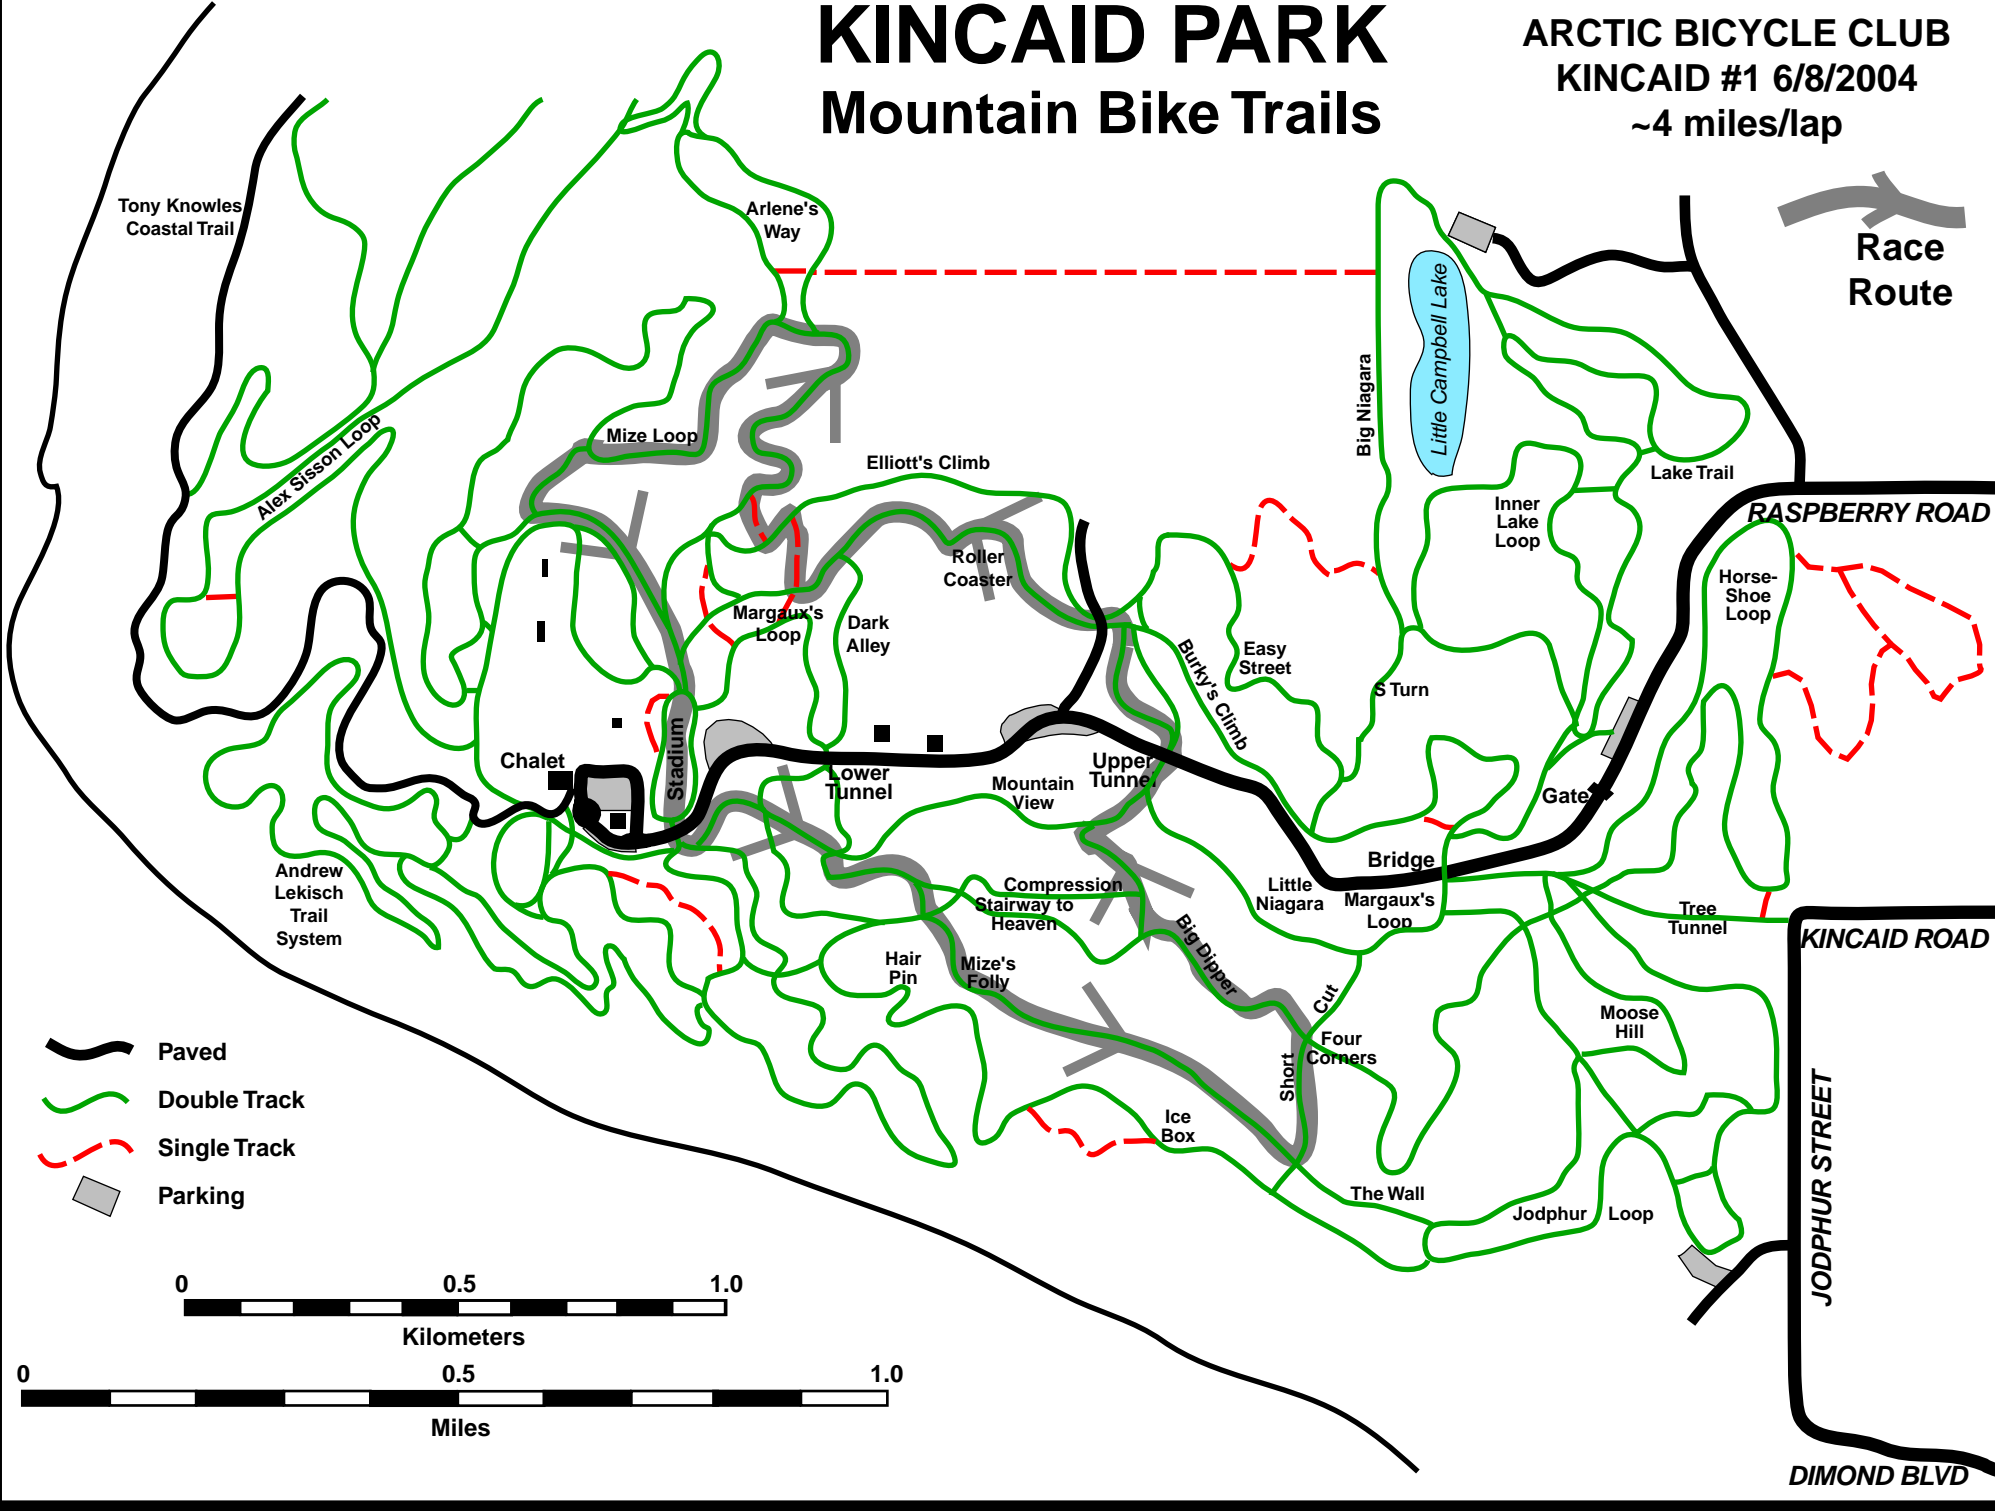 KINCAID PARK
Mountain Bike Trails
ARCTIC BICYCLE CLUB
KINCAID #1 6/8/2004
~4 miles/lap
Race
Route
Tony Knowles
Coastal Trail
Arlene's
Way
Little Campbell Lake
Big Niagara
Mize Loop
Alex Sisson Loop
Elliott's Climb
Lake Trail
RASPBERRY ROAD
Inner
Lake
Loop
Roller
Coaster
Horse-
Shoe
Loop
Margaux's
Loop
Dark
Alley
Burky's Climb
Easy
Street
S Turn
Stadium
Chalet
Lower
Tunnel
Mountain
View
Upper
Tunnel
Gate
Bridge
Andrew
Lekisch
Trail
System
Compression
Stairway to
Heaven
Little
Niagara
Margaux's
Loop
Tree
Tunnel
KINCAID ROAD
Hair
Pin
Mize's
Folly
Big Dipper
Short
Cut
Four
Corners
Moose
Hill
Ice
Box
The Wall
Jodphur Loop
JODPHUR STREET
DIMOND BLVD
Paved
Double Track
Single Track
Parking
0 0.5 1.0
Kilometers
0 0.5 1.0
Miles